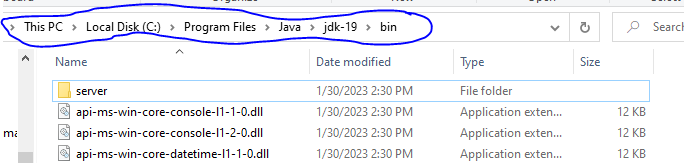 This PC > Local Disk (C:) > Program Files > Java > jdk-19 > bin
Search
Name Date modified Type Size
server 1/30/2023 2:30 PM File folder
api-ms-win-core-console-l1-1-0.dll 1/30/2023 2:30 PM Application exten... 12 KB
api-ms-win-core-console-l1-2-0.dll 1/30/2023 2:30 PM Application exten... 12 KB
api-ms-win-core-datetime-l1-1-0.dll 1/30/2023 2:30 PM Application exten... 12 KB